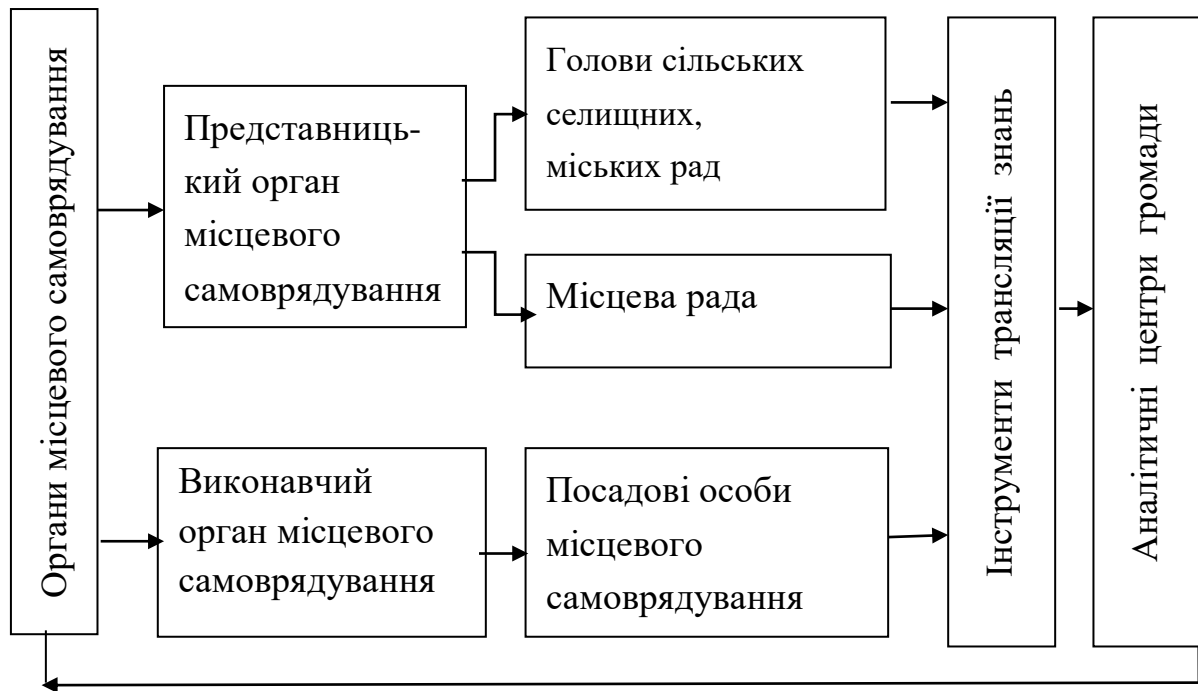 Органи місцевого самоврядування
Представниць-
кий орган
місцевого
самоврядування
Голови сільських
селищних,
міських рад
Місцева рада
Виконавчий
орган місцевого
самоврядування
Посадові особи
місцевого
самоврядування
Інструменти трансляції знань
Аналітичні центри громади